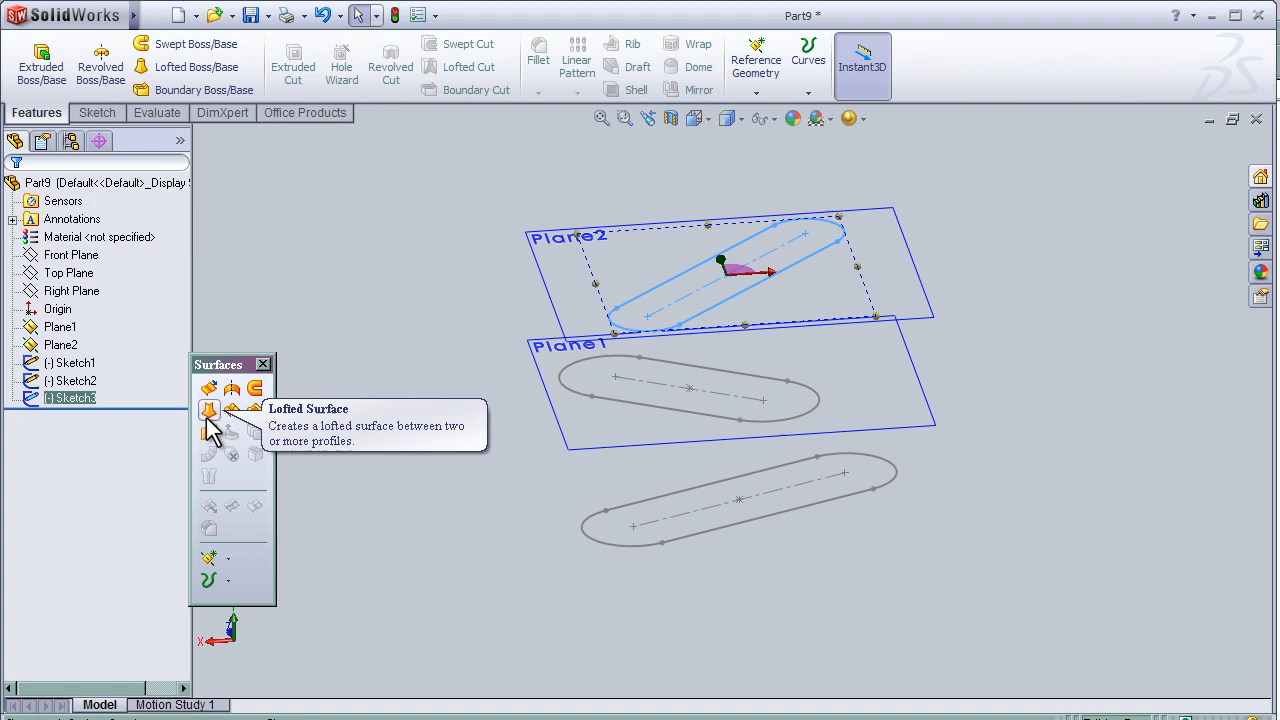 SolidWorks
Part9 *
Extruded Boss/Base
Revolved Boss/Base
Swept Boss/Base
Lofted Boss/Base
Boundary Boss/Base
Extruded Cut
Hole Wizard
Revolved Cut
Swept Cut
Lofted Cut
Boundary Cut
Fillet
Linear Pattern
Rib
Draft
Shell
Wrap
Dome
Mirror
Reference Geometry
Curves
Instant3D
Features
Sketch
Evaluate
DimXpert
Office Products
Part9 (Default<<Default>_Display
Sensors
Annotations
Material <not specified>
Front Plane
Top Plane
Right Plane
Origin
Plane1
Plane2
(-) Sketch1
(-) Sketch2
(-) Sketch3
Surfaces
Lofted Surface
Creates a lofted surface between two
or more profiles.
Plane2
Plane1
X
Model
Motion Study 1